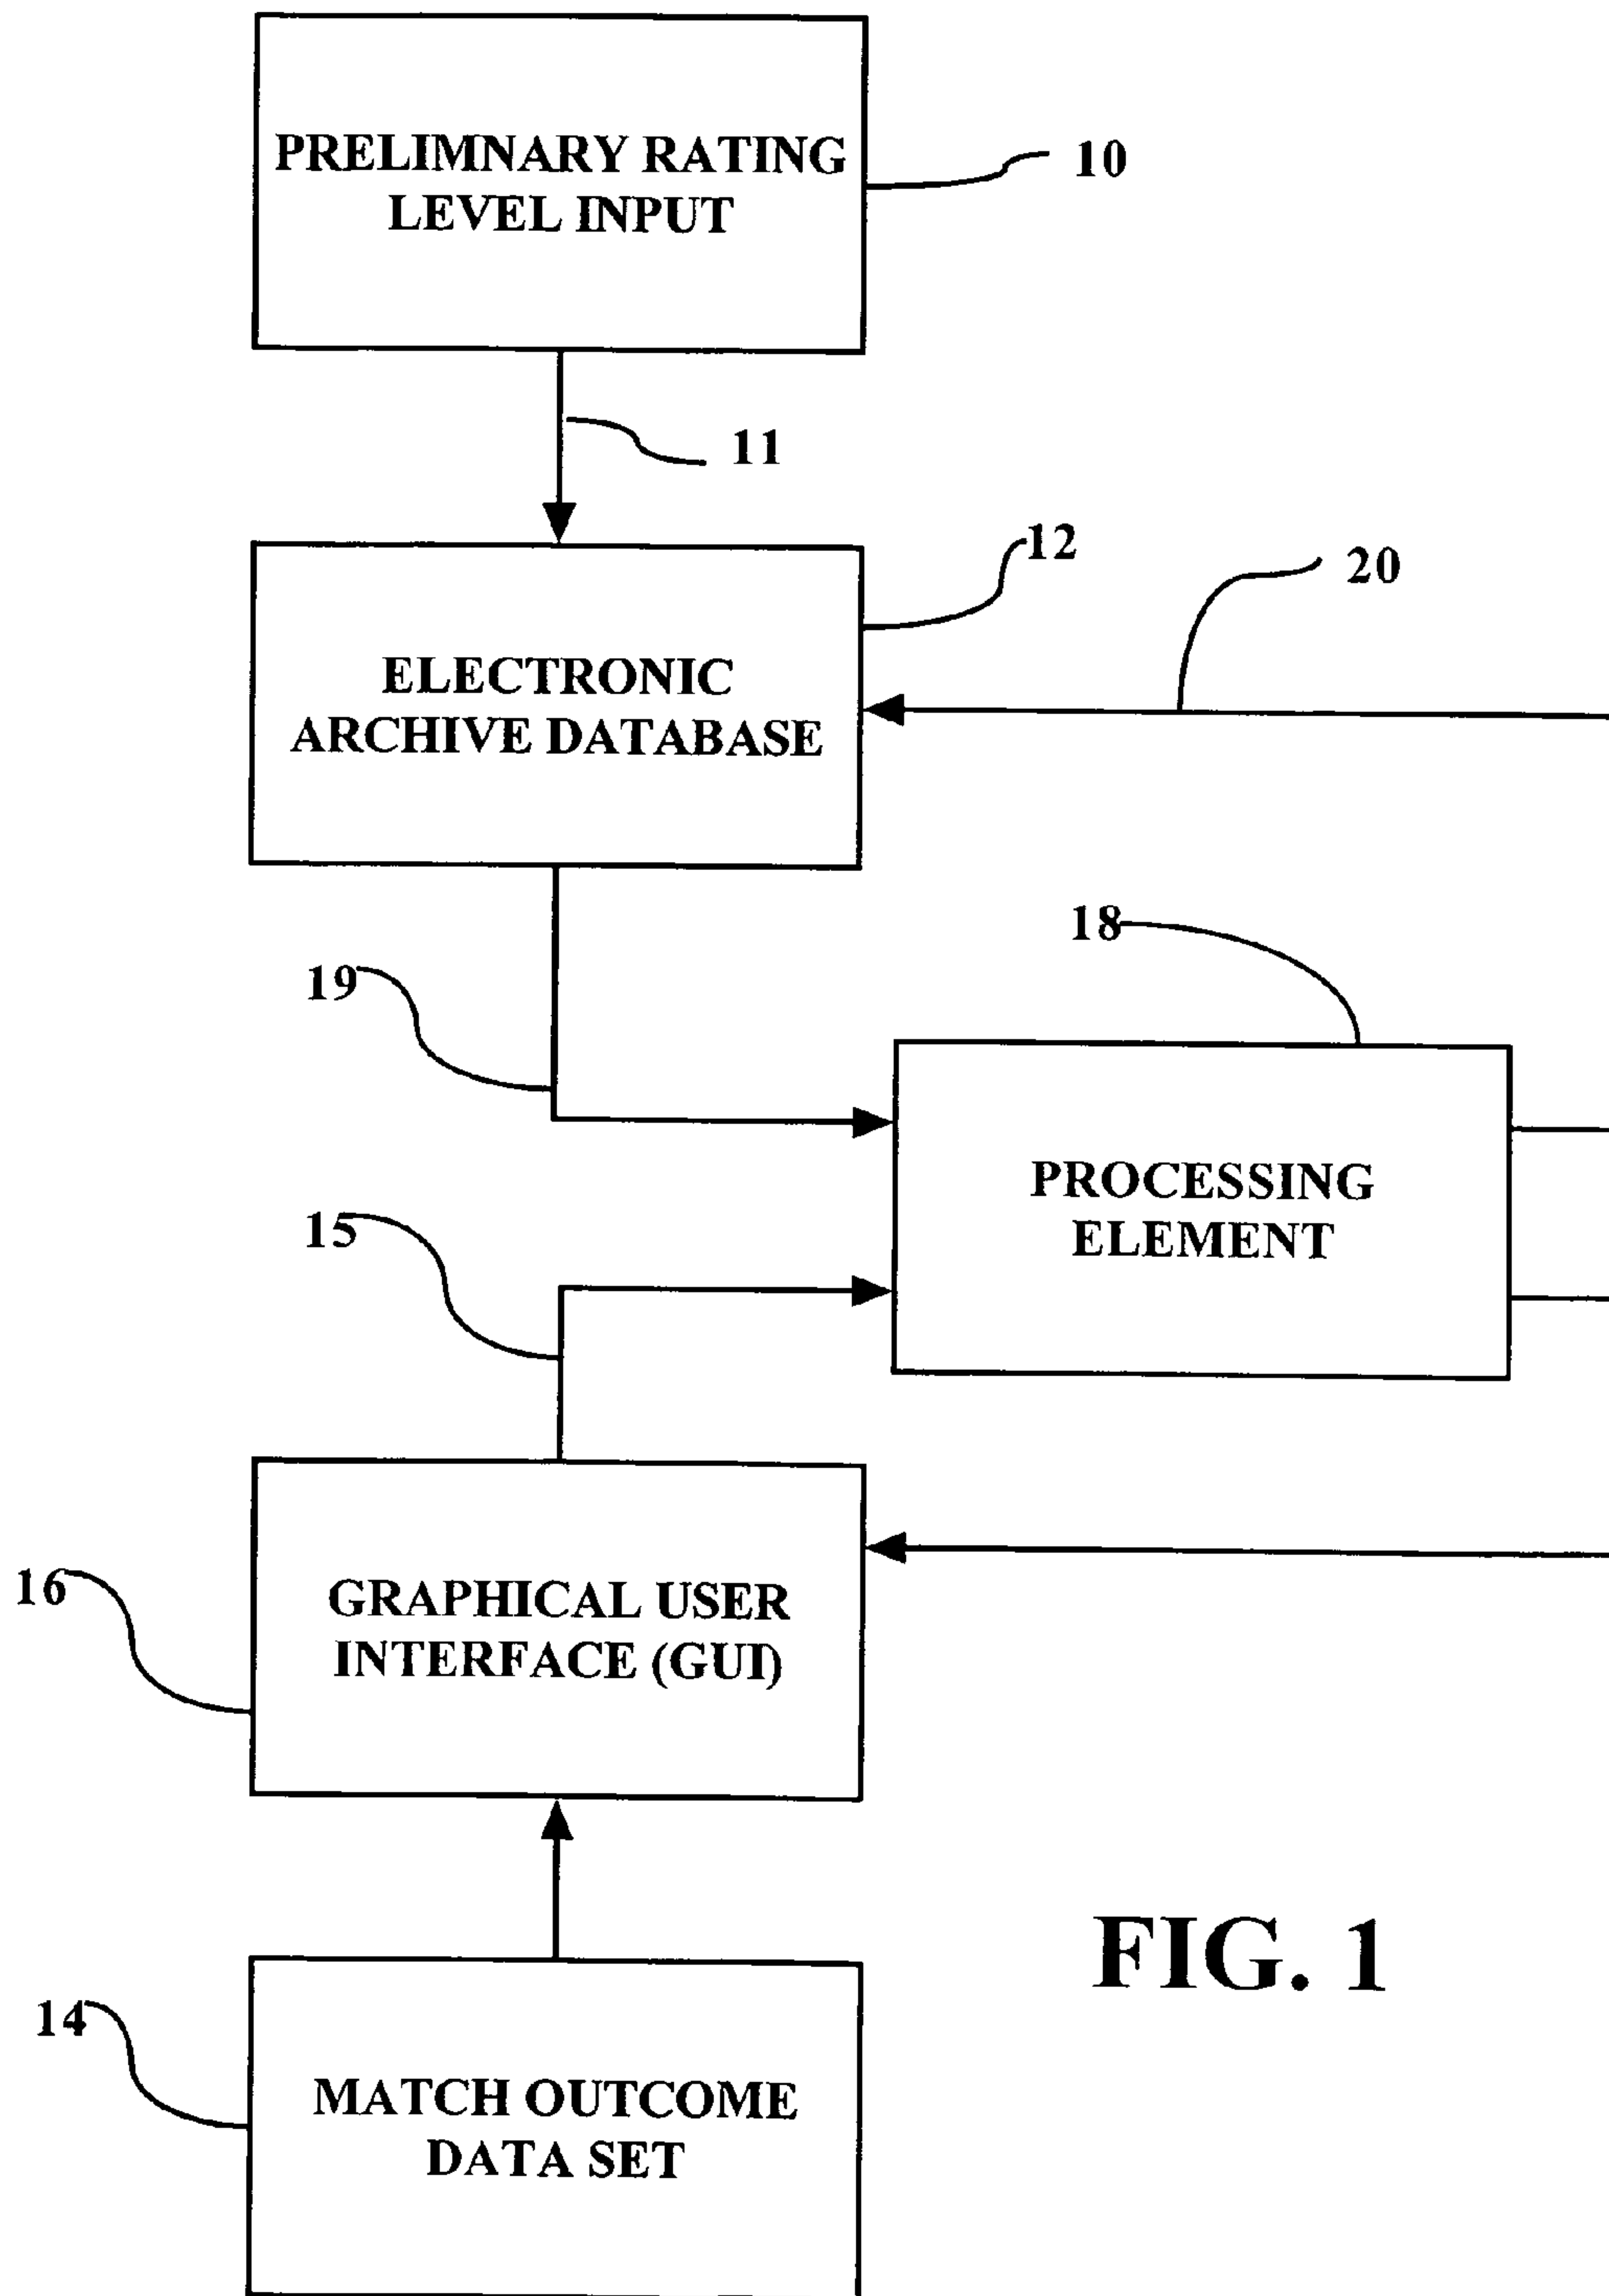 PRELIMNARY RATING
LEVEL INPUT
10
11
12
20
ELECTRONIC
ARCHIVE DATABASE
18
19
PROCESSING
ELEMENT
15
16
GRAPHICAL USER
INTERFACE (GUI)
FIG. 1
14
MATCH OUTCOME
DATA SET